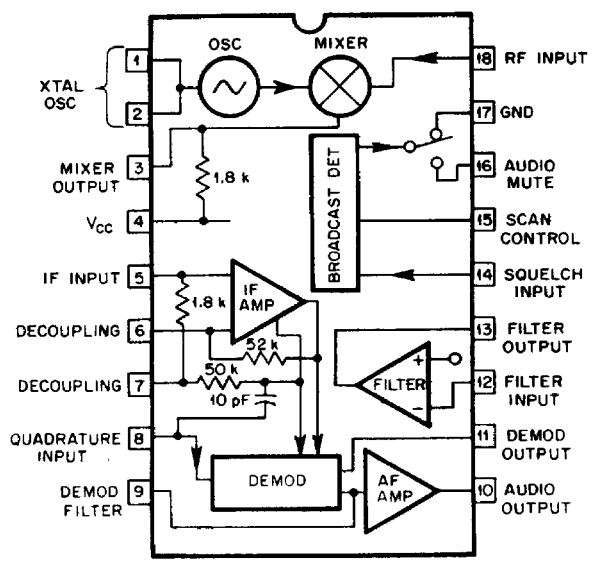 OSC
MIXER
1
XTAL
OSC
2
18 RF INPUT
17 GND
MIXER
OUTPUT
3
1.8 k
BROADCAST DET
16 AUDIO
MUTE
VCC 4
15 SCAN
CONTROL
IF INPUT 5
IF
AMP
14 SQUELCH
INPUT
1.8 k
DECOUPLING 6
52 k
13 FILTER
OUTPUT
DECOUPLING 7
50 k
FILTER
+
−
12 FILTER
INPUT
10 pF
QUADRATURE
INPUT
8
11 DEMOD
OUTPUT
DEMOD
DEMOD
FILTER
9
AF
AMP
10 AUDIO
OUTPUT